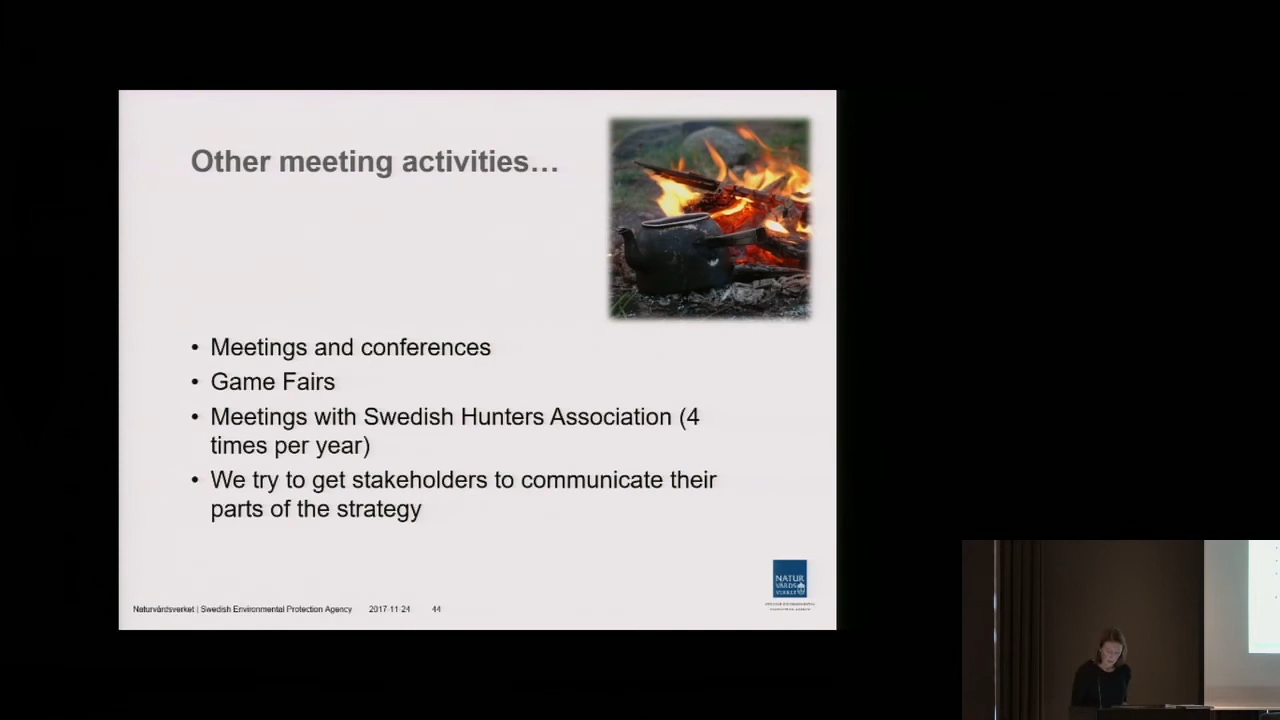 Other meeting activities…
• Meetings and conferences
• Game Fairs
• Meetings with Swedish Hunters Association (4
times per year)
• We try to get stakeholders to communicate their
parts of the strategy
NATUR
VÅRDS
VERKET
Naturvårdsverket | Swedish Environmental Protection Agency 2017-11-24 44